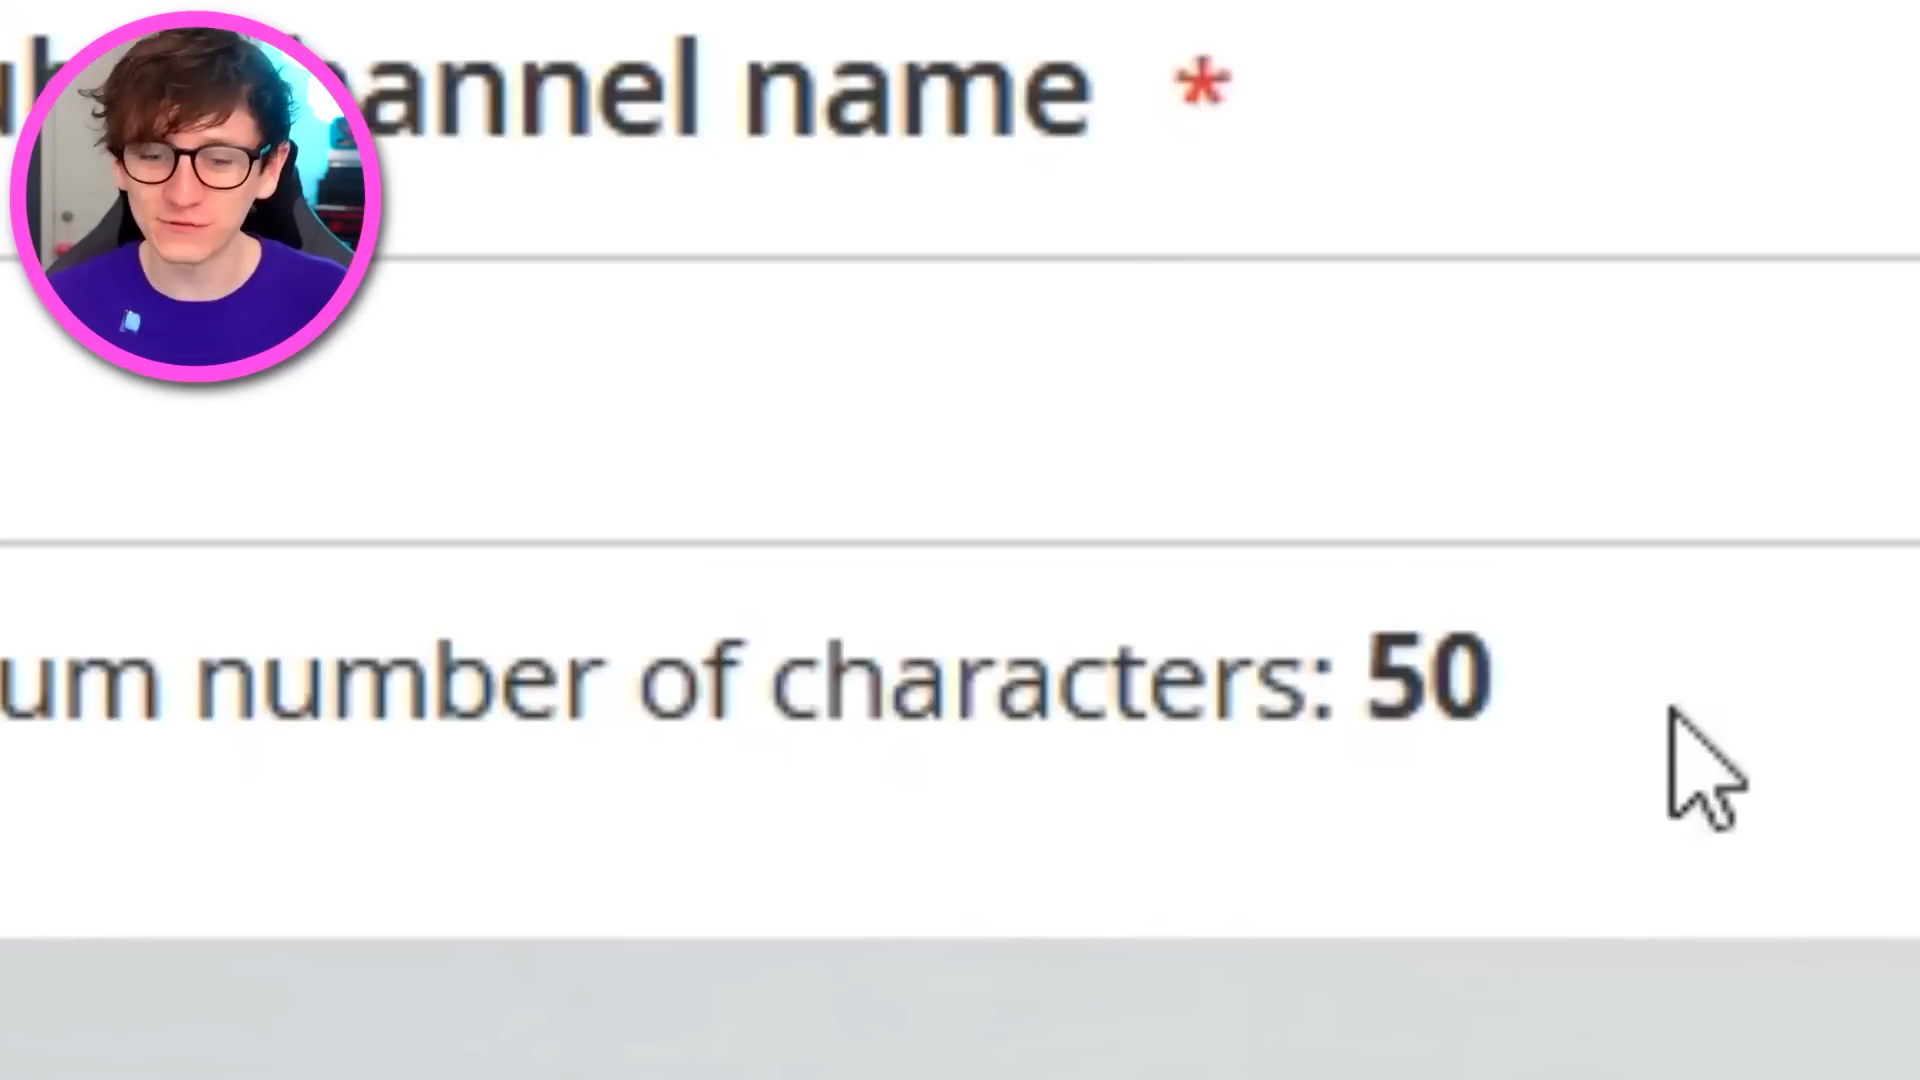 annel name *
um number of characters: 50